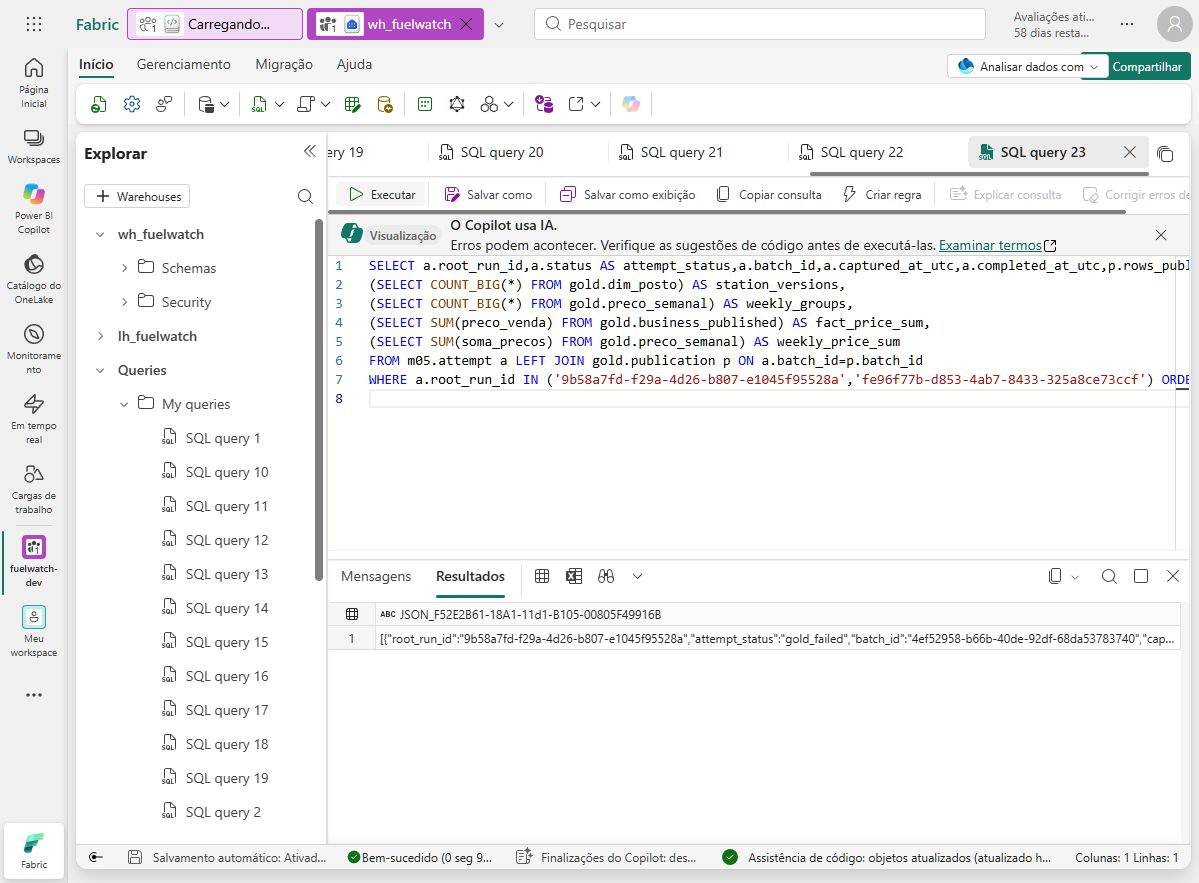 Fabric
Carregando...
wh_fuelwatch
Pesquisar
Avaliações ati...
58 dias resta...
Início
Gerenciamento
Migração
Ajuda
Analisar dados com
Compartilhar
Página
Inicial
Workspaces
Power BI
Copilot
Catálogo do
OneLake
Monitorame
nto
Em tempo
real
Cargas de
trabalho
fuelwatch-
dev
Meu
workspace
Fabric
Explorar
Warehouses
wh_fuelwatch
Schemas
Security
lh_fuelwatch
Queries
My queries
SQL query 1
SQL query 10
SQL query 11
SQL query 12
SQL query 13
SQL query 14
SQL query 15
SQL query 16
SQL query 17
SQL query 18
SQL query 19
SQL query 2
ery 19
SQL query 20
SQL query 21
SQL query 22
SQL query 23
Executar
Salvar como
Salvar como exibição
Copiar consulta
Criar regra
Explicar consulta
Corrigir erros de
Visualização
O Copilot usa IA.
Erros podem acontecer. Verifique as sugestões de código antes de executá-las. Examinar termos
1 SELECT a.root_run_id,a.status AS attempt_status,a.batch_id,a.captured_at_utc,a.completed_at_utc,p.rows_publ
2 (SELECT COUNT_BIG(*) FROM gold.dim_posto) AS station_versions,
3 (SELECT COUNT_BIG(*) FROM gold.preco_semanal) AS weekly_groups,
4 (SELECT SUM(preco_venda) FROM gold.business_published) AS fact_price_sum,
5 (SELECT SUM(soma_precos) FROM gold.preco_semanal) AS weekly_price_sum
6 FROM m05.attempt a LEFT JOIN gold.publication p ON a.batch_id=p.batch_id
7 WHERE a.root_run_id IN ('9b58a7fd-f29a-4d26-b807-e1045f95528a','fe96f77b-d853-4ab7-8433-325a8ce73ccf') ORDE
8
Mensagens
Resultados
ABC JSON_F52E2B61-18A1-11d1-B105-00805F49916B
1 [{"root_run_id":"9b58a7fd-f29a-4d26-b807-e1045f95528a","attempt_status":"gold_failed","batch_id":"4ef52958-b66b-40de-92df-68da53783740","cap...
Salvamento automático: Ativad...
Bem-sucedido (0 seg 9...
Finalizações do Copilot: des...
Assistência de código: objetos atualizados (atualizado h...
Colunas: 1 Linhas: 1